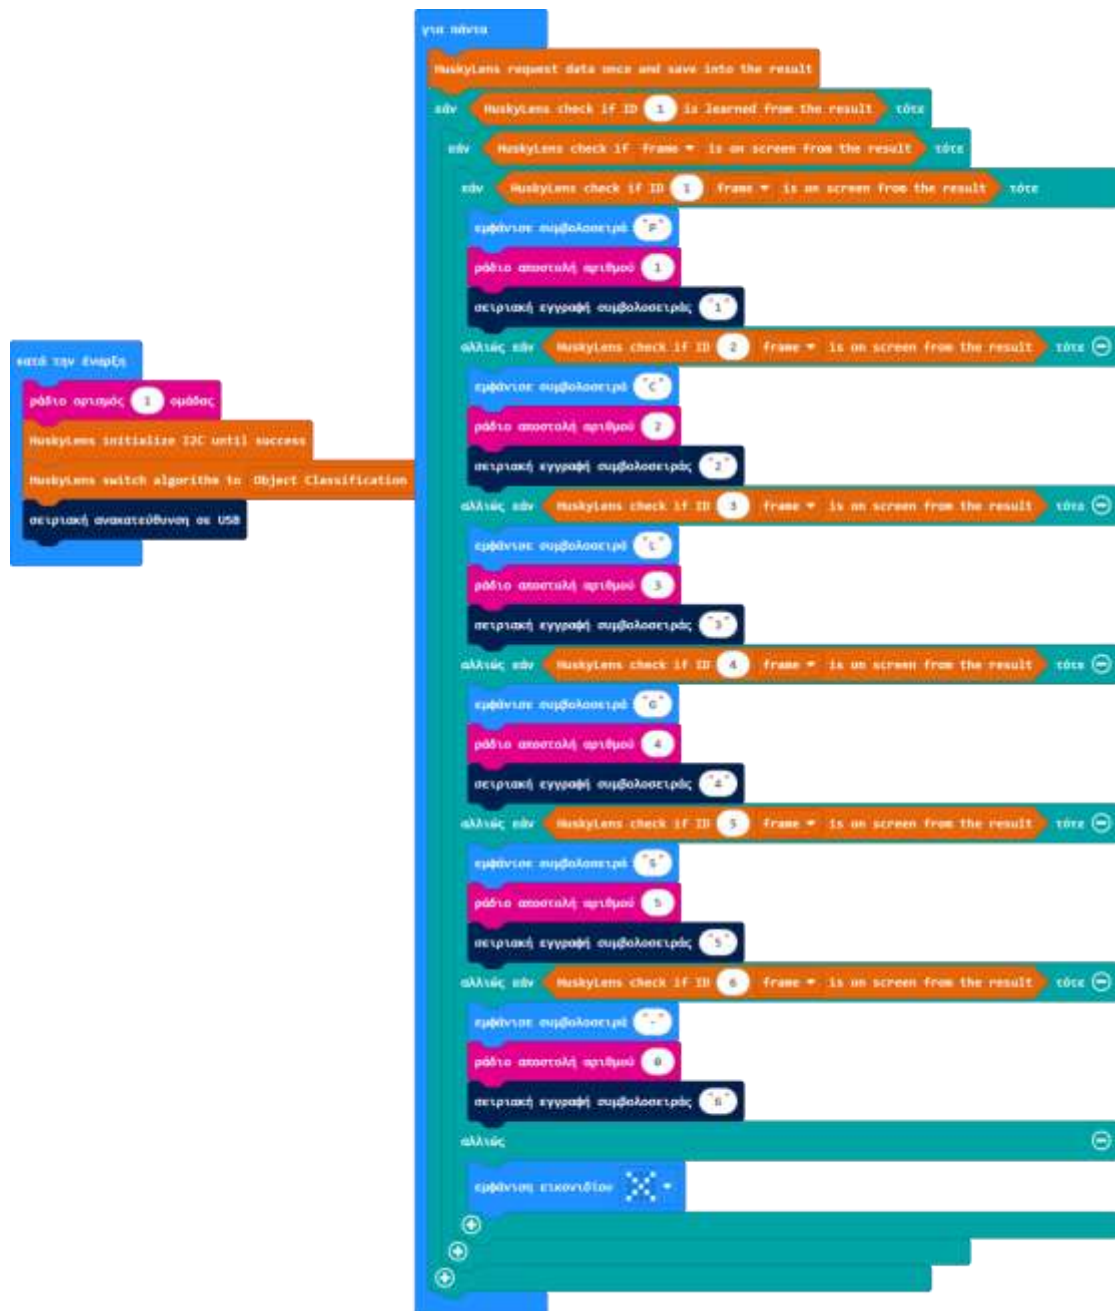 κατά την έναρξη
ράδιο ορισμός 1 ομάδας
HuskyLens initialize I2C until success
HuskyLens switch algorithm to Object Classification
σειριακή ανακατεύθυνση σε USB
για πάντα
HuskyLens request data once and save into the result
εάν HuskyLens check if ID 1 is learned from the result τότε
εάν HuskyLens check if frame is on screen from the result τότε
εάν HuskyLens check if ID 1 frame is on screen from the result τότε
εμφάνισε συμβολοσειρά "P"
ράδιο αποστολή αριθμού 1
σειριακή εγγραφή συμβολοσειράς "1"
αλλιώς εάν HuskyLens check if ID 2 frame is on screen from the result τότε
εμφάνισε συμβολοσειρά "C"
ράδιο αποστολή αριθμού 2
σειριακή εγγραφή συμβολοσειράς "2"
αλλιώς εάν HuskyLens check if ID 3 frame is on screen from the result τότε
εμφάνισε συμβολοσειρά
ράδιο αποστολή αριθμού 3
σειριακή εγγραφή συμβολοσειράς "3"
αλλιώς εάν HuskyLens check if ID 4 frame is on screen from the result τότε
εμφάνισε συμβολοσειρά "G"
ράδιο αποστολή αριθμού 4
σειριακή εγγραφή συμβολοσειράς "4"
αλλιώς εάν HuskyLens check if ID 5 frame is on screen from the result τότε
εμφάνισε συμβολοσειρά
ράδιο αποστολή αριθμού 5
σειριακή εγγραφή συμβολοσειράς "5"
αλλιώς εάν HuskyLens check if ID 6 frame is on screen from the result τότε
εμφάνισε συμβολοσειρά "-"
ράδιο αποστολή αριθμού 0
σειριακή εγγραφή συμβολοσειράς "6"
αλλιώς
εμφάνιση εικονιδίου